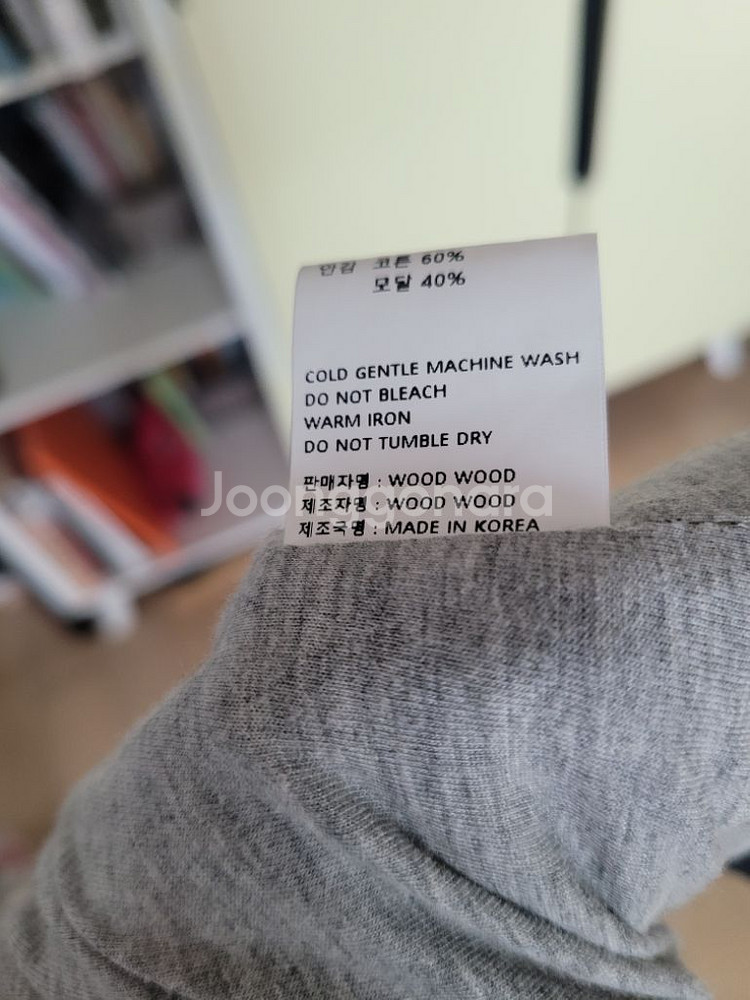 안감 코튼 60%
모달 40%
COLD GENTLE MACHINE WASH
DO NOT BLEACH
WARM IRON
DO NOT TUMBLE DRY
판매자명 : WOOD WOOD
제조자명 : WOOD WOOD
제조국명 : MADE IN KOREA
Joonggonara